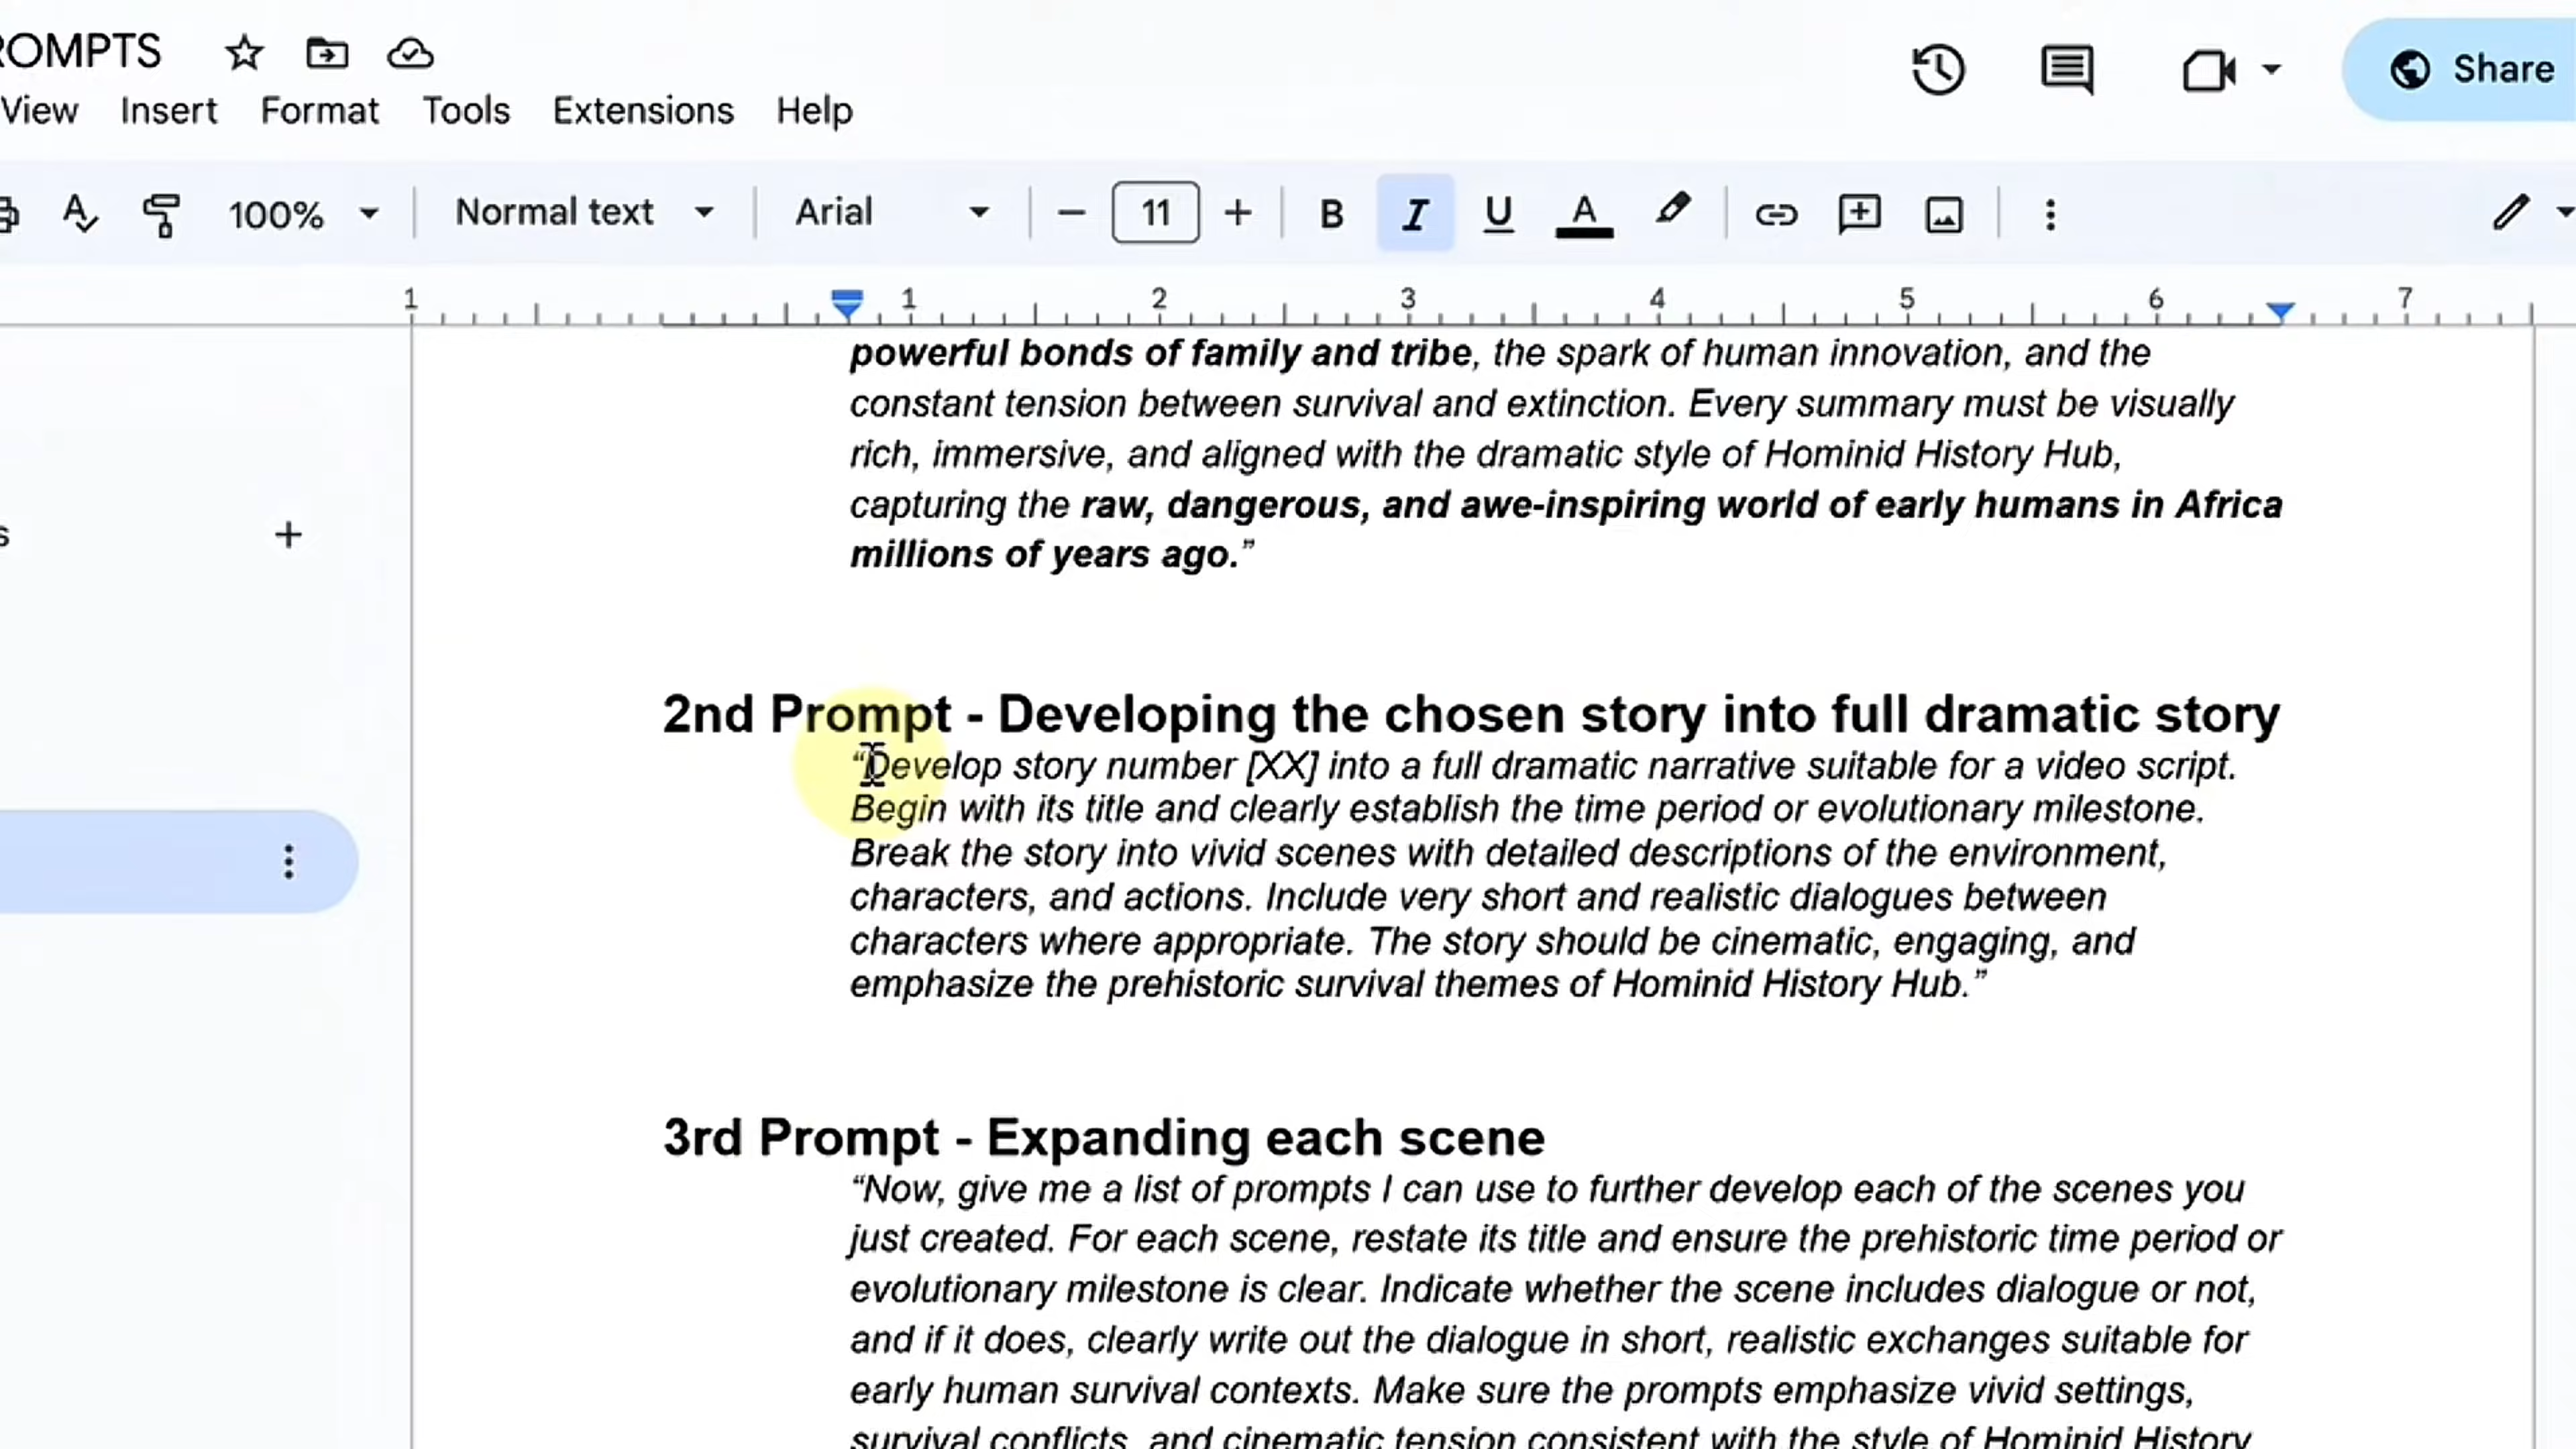 ROMPTS
View Insert Format Tools Extensions Help
Share
100% Normal text Arial 11 B I U A
1 1 2 3 4 5 6 7
powerful bonds of family and tribe, the spark of human innovation, and the
constant tension between survival and extinction. Every summary must be visually
rich, immersive, and aligned with the dramatic style of Hominid History Hub,
capturing the raw, dangerous, and awe-inspiring world of early humans in Africa
millions of years ago.”
s
2nd Prompt - Developing the chosen story into full dramatic story
“Develop story number [XX] into a full dramatic narrative suitable for a video script.
Begin with its title and clearly establish the time period or evolutionary milestone.
Break the story into vivid scenes with detailed descriptions of the environment,
characters, and actions. Include very short and realistic dialogues between
characters where appropriate. The story should be cinematic, engaging, and
emphasize the prehistoric survival themes of Hominid History Hub.”
3rd Prompt - Expanding each scene
“Now, give me a list of prompts I can use to further develop each of the scenes you
just created. For each scene, restate its title and ensure the prehistoric time period or
evolutionary milestone is clear. Indicate whether the scene includes dialogue or not,
and if it does, clearly write out the dialogue in short, realistic exchanges suitable for
early human survival contexts. Make sure the prompts emphasize vivid settings,
survival conflicts, and cinematic tension consistent with the style of Hominid History